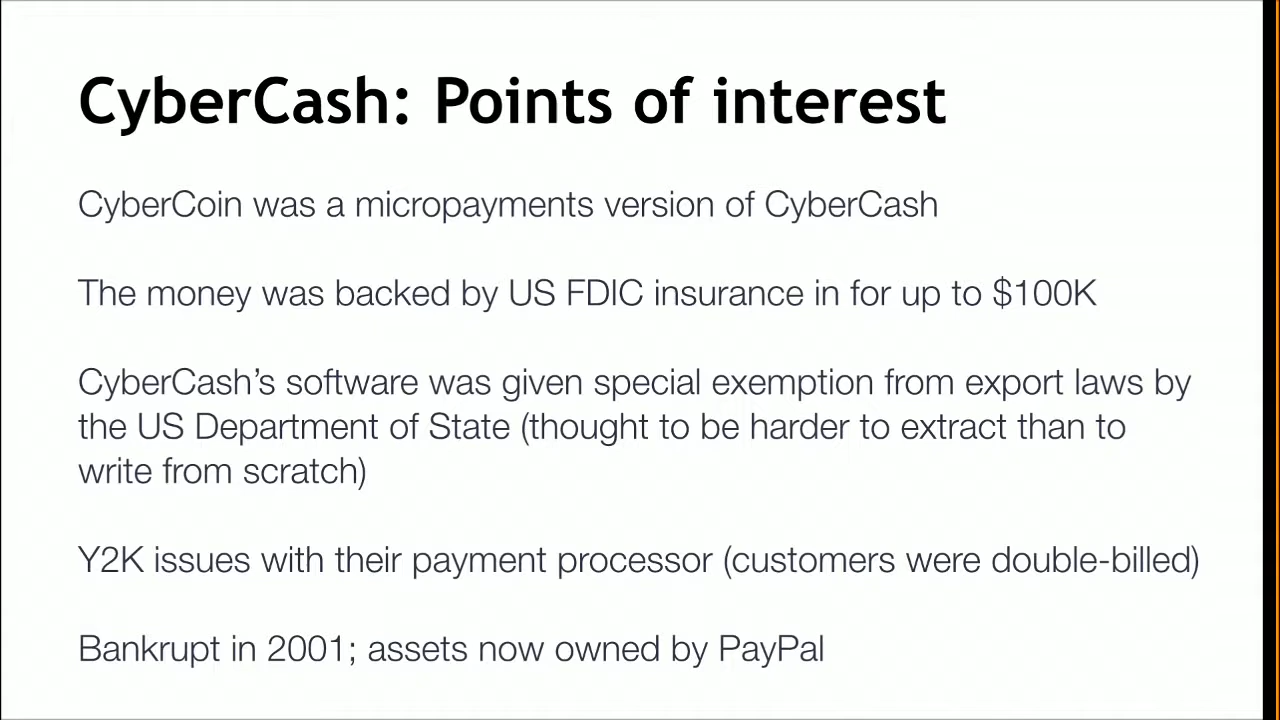 CyberCash: Points of interest
CyberCoin was a micropayments version of CyberCash
The money was backed by US FDIC insurance in for up to $100K
CyberCash’s software was given special exemption from export laws by
the US Department of State (thought to be harder to extract than to
write from scratch)
Y2K issues with their payment processor (customers were double-billed)
Bankrupt in 2001; assets now owned by PayPal